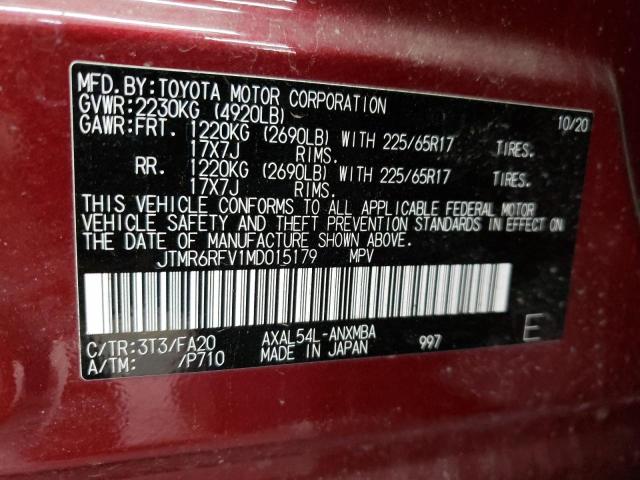 MFD.BY:TOYOTA MOTOR CORPORATION 10/20
GVWR:2230KG (4920LB)
GAWR:FRT. 1220KG (2690LB) WITH 225/65R17 TIRES.
17X7J RIMS.
RR. 1220KG (2690LB) WITH 225/65R17 TIRES.
17X7J RIMS.
THIS VEHICLE CONFORMS TO ALL APPLICABLE FEDERAL MOTOR
VEHICLE SAFETY AND THEFT PREVENTION STANDARDS IN EFFECT ON
THE DATE OF MANUFACTURE SHOWN ABOVE.
JTMR6RFV1MD015179 MPV
C/TR:3T3/FA20 AXAL54L-ANXMBA 997 E
A/TM: /P710 MADE IN JAPAN